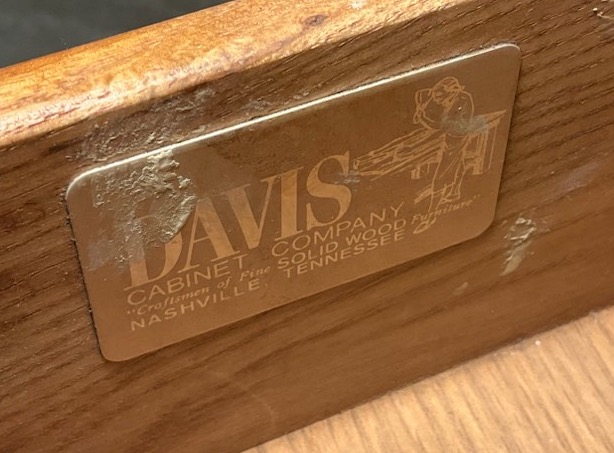 DAVIS
CABINET COMPANY
"Craftsmen of Fine SOLID WOOD Furniture"
NASHVILLE, TENNESSEE